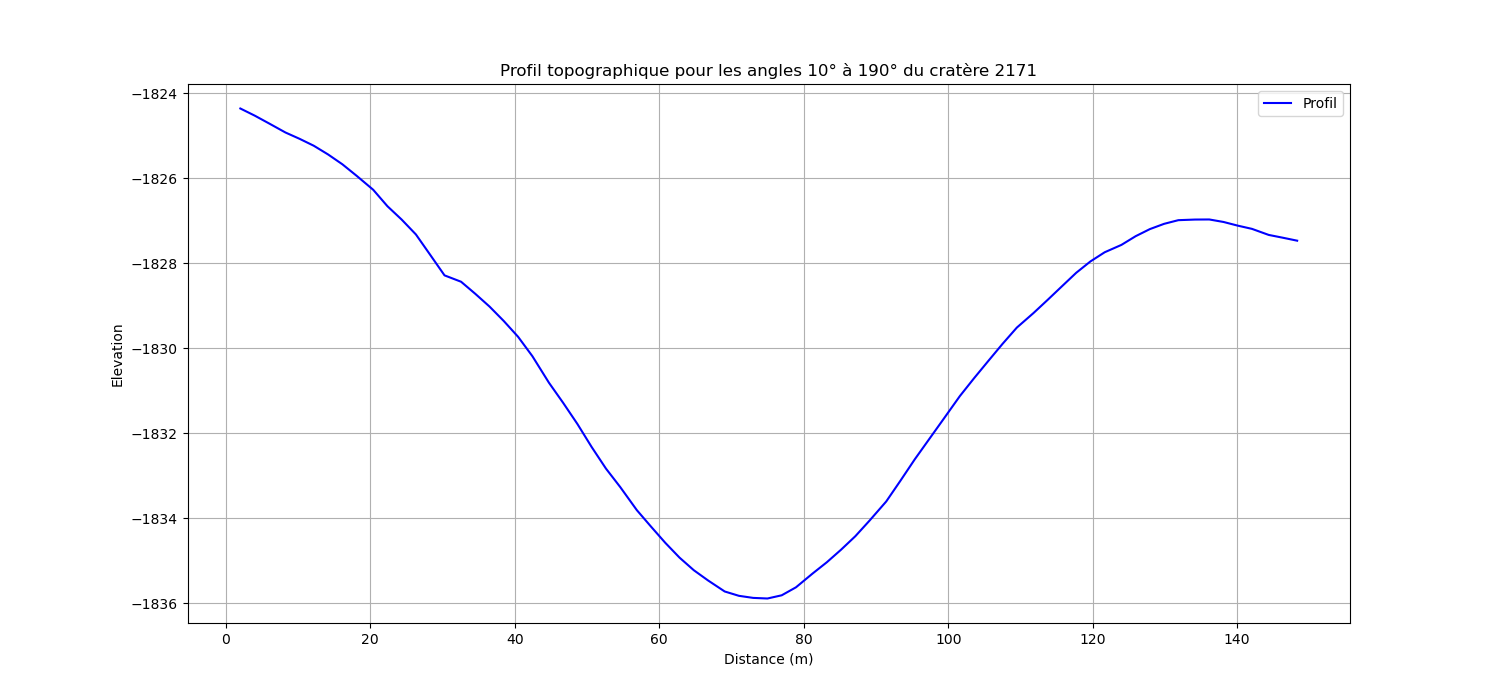 Profil topographique pour les angles 10° à 190° du cratère 2171
Profil
−1824
−1826
−1828
−1830
−1832
−1834
−1836
Elevation
0 20 40 60 80 100 120 140
Distance (m)